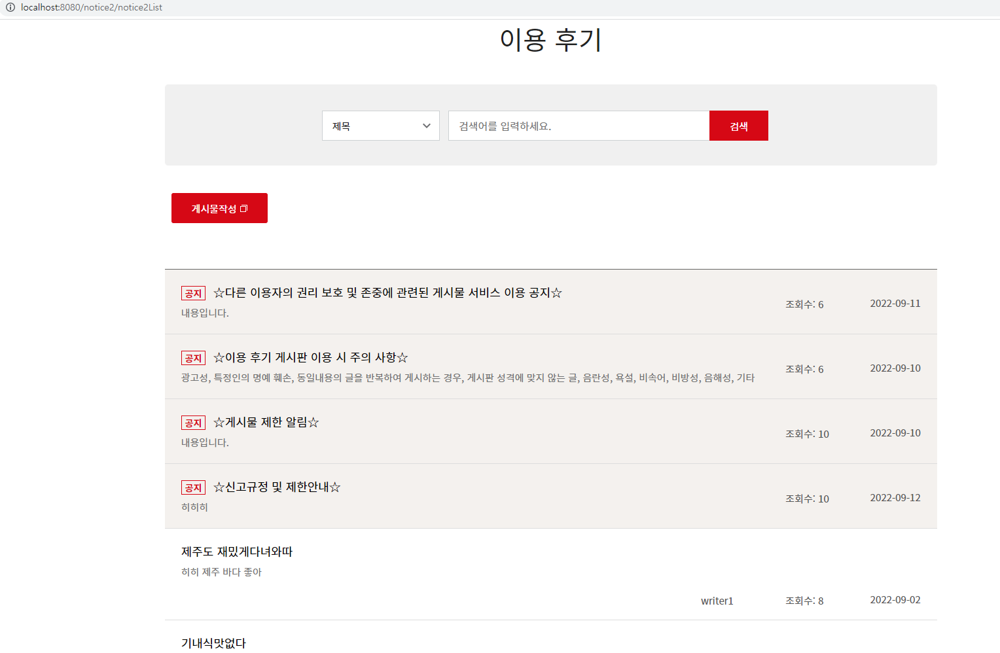 localhost:8080/notice2/notice2List
이용 후기
제목
검색어를 입력하세요.
검색
게시물작성
공지 ☆다른 이용자의 권리 보호 및 존중에 관련된 게시물 서비스 이용 공지☆
내용입니다.
조회수: 6
2022-09-11
공지 ☆이용 후기 게시판 이용 시 주의 사항☆
광고성, 특정인의 명예 훼손, 동일내용의 글을 반복하여 게시하는 경우, 게시판 성격에 맞지 않는 글, 음란성, 욕설, 비속어, 비방성, 음해성, 기타
조회수: 6
2022-09-10
공지 ☆게시물 제한 알림☆
내용입니다.
조회수: 10
2022-09-10
공지 ☆신고규정 및 제한안내☆
히히히
조회수: 10
2022-09-12
제주도 재밌게다녀와따
히히 제주 바다 좋아
writer1
조회수: 8
2022-09-02
기내식맛없다